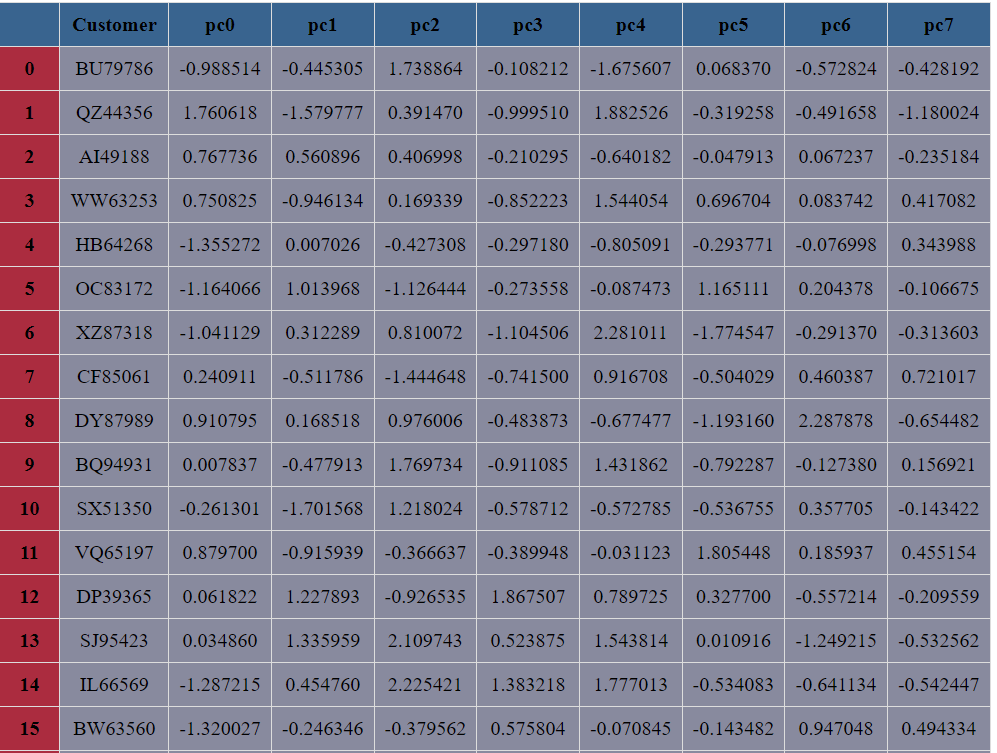 Customer pc0 pc1 pc2 pc3 pc4 pc5 pc6 pc7
0 BU79786 -0.988514 -0.445305 1.738864 -0.108212 -1.675607 0.068370 -0.572824 -0.428192
1 QZ44356 1.760618 -1.579777 0.391470 -0.999510 1.882526 -0.319258 -0.491658 -1.180024
2 AI49188 0.767736 0.560896 0.406998 -0.210295 -0.640182 -0.047913 0.067237 -0.235184
3 WW63253 0.750825 -0.946134 0.169339 -0.852223 1.544054 0.696704 0.083742 0.417082
4 HB64268 -1.355272 0.007026 -0.427308 -0.297180 -0.805091 -0.293771 -0.076998 0.343988
5 OC83172 -1.164066 1.013968 -1.126444 -0.273558 -0.087473 1.165111 0.204378 -0.106675
6 XZ87318 -1.041129 0.312289 0.810072 -1.104506 2.281011 -1.774547 -0.291370 -0.313603
7 CF85061 0.240911 -0.511786 -1.444648 -0.741500 0.916708 -0.504029 0.460387 0.721017
8 DY87989 0.910795 0.168518 0.976006 -0.483873 -0.677477 -1.193160 2.287878 -0.654482
9 BQ94931 0.007837 -0.477913 1.769734 -0.911085 1.431862 -0.792287 -0.127380 0.156921
10 SX51350 -0.261301 -1.701568 1.218024 -0.578712 -0.572785 -0.536755 0.357705 -0.143422
11 VQ65197 0.879700 -0.915939 -0.366637 -0.389948 -0.031123 1.805448 0.185937 0.455154
12 DP39365 0.061822 1.227893 -0.926535 1.867507 0.789725 0.327700 -0.557214 -0.209559
13 SJ95423 0.034860 1.335959 2.109743 0.523875 1.543814 0.010916 -1.249215 -0.532562
14 IL66569 -1.287215 0.454760 2.225421 1.383218 1.777013 -0.534083 -0.641134 -0.542447
15 BW63560 -1.320027 -0.246346 -0.379562 0.575804 -0.070845 -0.143482 0.947048 0.494334